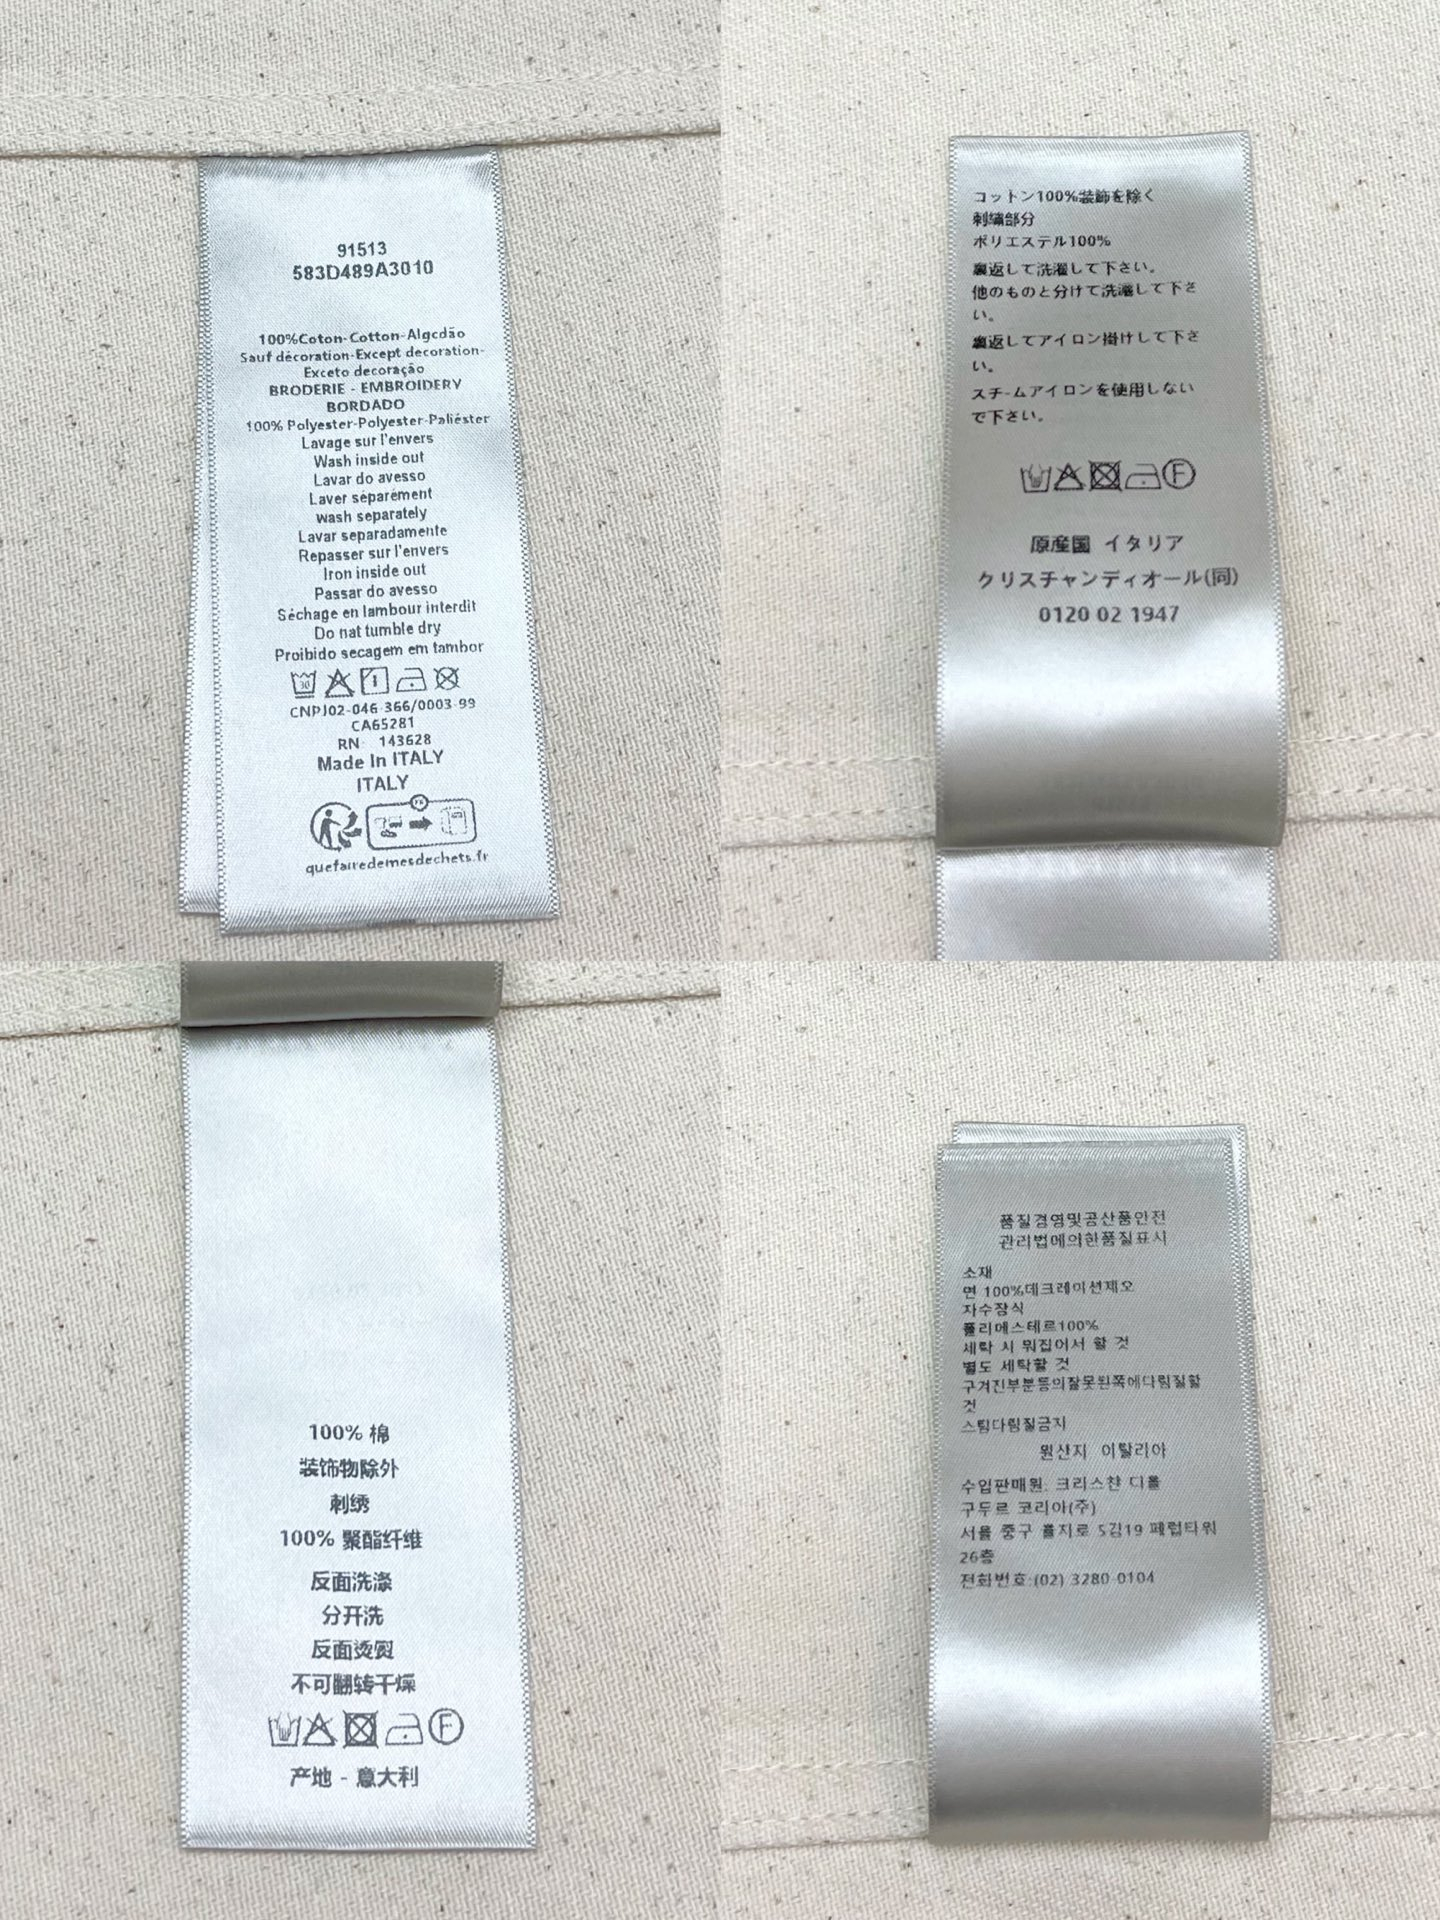 91513
583D489A3010
100%Coton-Cotton-Algcdão
Sauf décoration-Except decoration-
Exceto decoração
BRODERIE - EMBROIDERY
BORDADO
100% Polyester-Polyester-Paliéster
Lavage sur l'envers
Wash inside out
Lavar do avesso
Laver séparément
wash separately
Lavar separadamente
Repasser sur l'envers
Iron inside out
Passar do avesso
Séchage en lambour interdit
Do nat tumble dry
Proibido secagem em tambor
30
CNPJ02-046 366/0003-99
CA65281
RN 143628
Made In ITALY
ITALY
FR
quefairedemesdechets.fr
コットン100%装飾を除く
刺繍部分
ポリエステル100%
裏返して洗濯して下さい。
他のものと分けて洗濯して下さ
い。
裏返してアイロン掛けして下さ
い。
スチ-ムアイロンを使用しない
で下さい。
F
原産国 イタリア
クリスチャンディオール(同)
0120 02 1947
100% 棉
装饰物除外
刺绣
100% 聚酯纤维
反面洗涤
分开洗
反面烫熨
不可翻转干燥
F
产地 - 意大利
품질경영및공산품안전
관리법에의한품질표시
소재
면 100%데크레이션제오
자수장식
폴리메스테르100%
세탁 시 뒤집어서 할 것
별도 세탁할 것
구겨진부분등의잘못왼쪽에다림질할
것
스팀다림질금지
원산지 이탈리아
수입판매원: 크리스챤 디올
구두르 코리아(주)
서울 중구 을지로 5길19 페럼타워
26층
전화번호:(02) 3280-0104